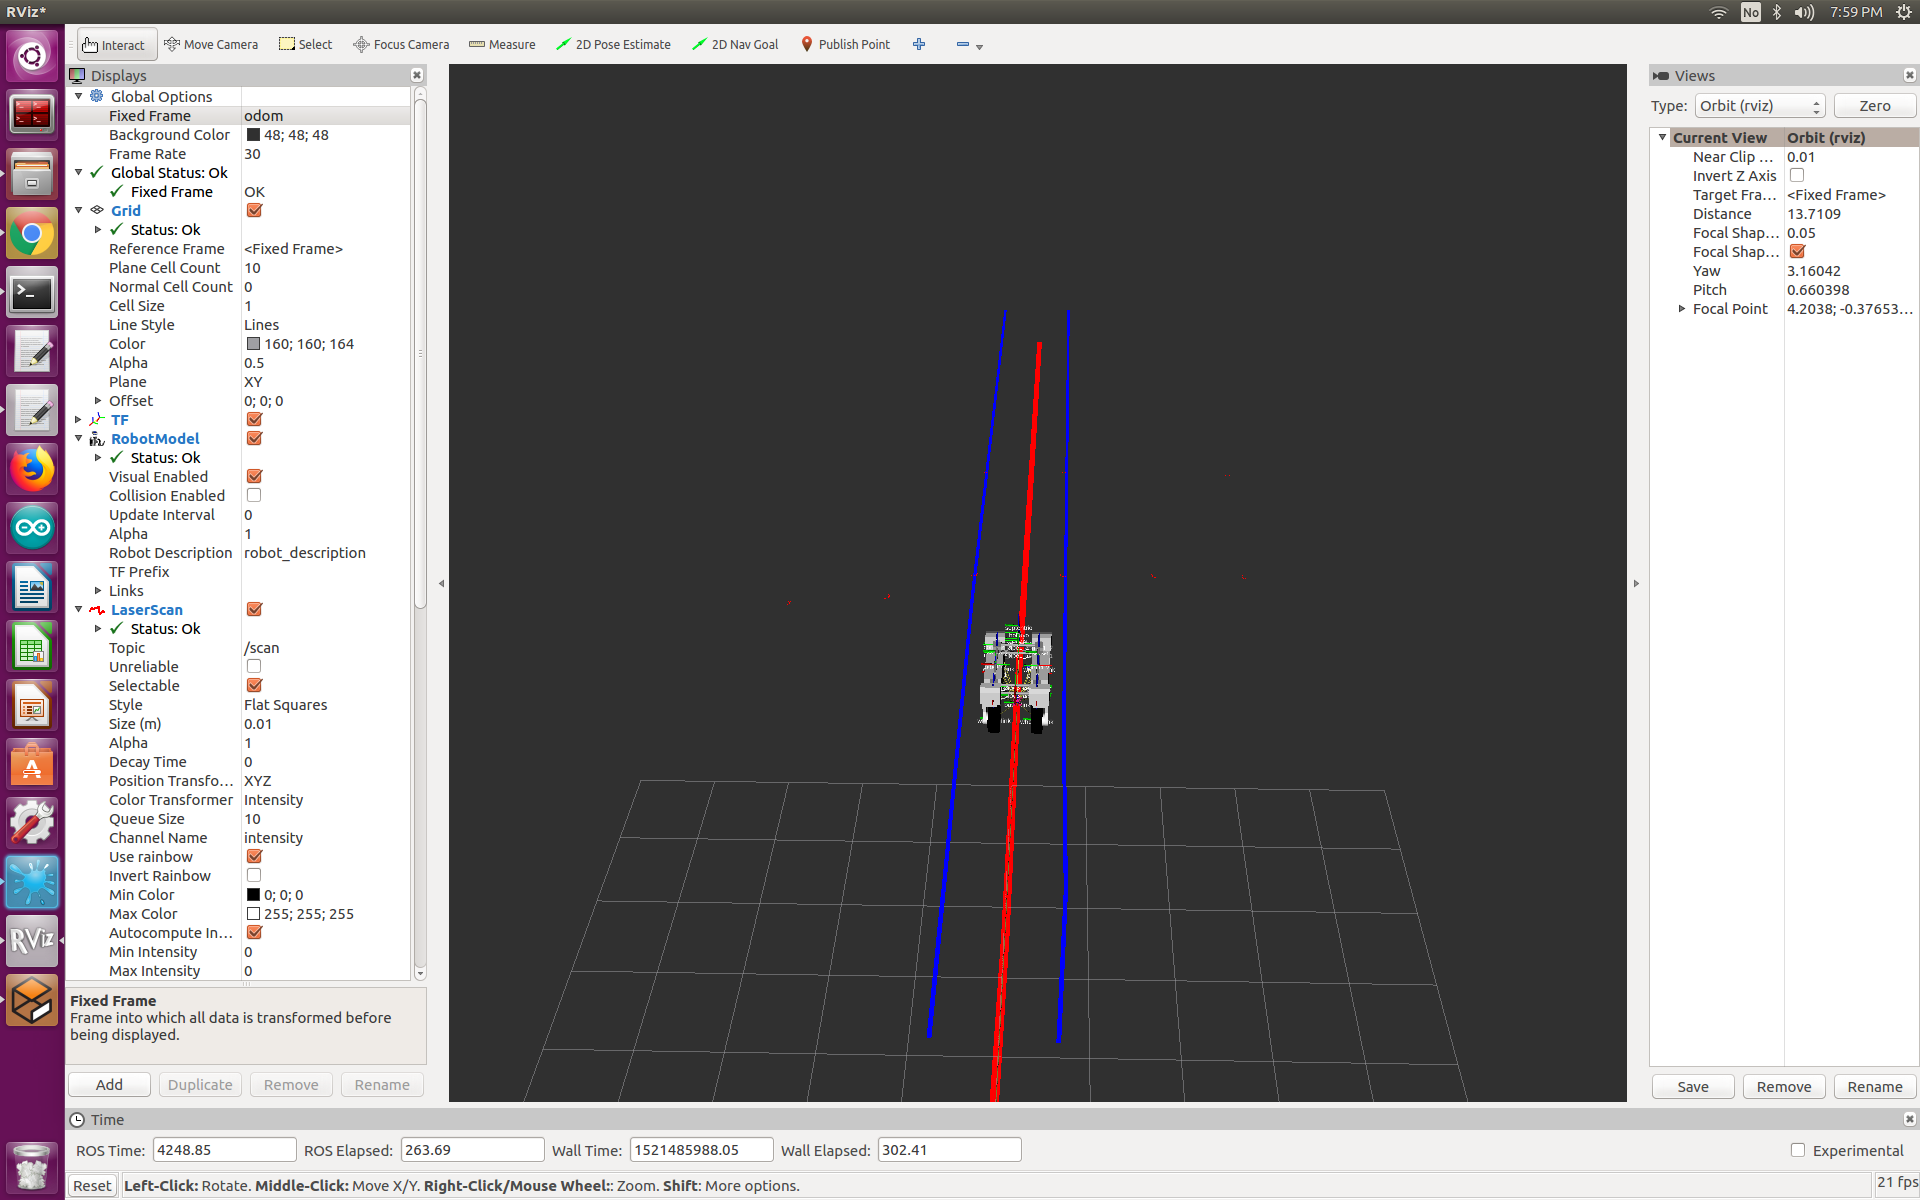 RViz*
No
7:59 PM
Interact
Move Camera
Select
Focus Camera
Measure
2D Pose Estimate
2D Nav Goal
Publish Point
Displays
Global Options
Fixed Frame odom
Background Color 48; 48; 48
Frame Rate 30
Global Status: Ok
Fixed Frame OK
Grid
Status: Ok
Reference Frame <Fixed Frame>
Plane Cell Count 10
Normal Cell Count 0
Cell Size 1
Line Style Lines
Color 160; 160; 164
Alpha 0.5
Plane XY
Offset 0; 0; 0
TF
RobotModel
Status: Ok
Visual Enabled
Collision Enabled
Update Interval 0
Alpha 1
Robot Description robot_description
TF Prefix
Links
LaserScan
Status: Ok
Topic /scan
Unreliable
Selectable
Style Flat Squares
Size (m) 0.01
Alpha 1
Decay Time 0
Position Transfo... XYZ
Color Transformer Intensity
Queue Size 10
Channel Name intensity
Use rainbow
Invert Rainbow
Min Color 0; 0; 0
Max Color 255; 255; 255
Autocompute In...
Min Intensity 0
Max Intensity 0
Fixed Frame
Frame into which all data is transformed before
being displayed.
Add
Duplicate
Remove
Rename
Views
Type: Orbit (rviz) Zero
Current View Orbit (rviz)
Near Clip ... 0.01
Invert Z Axis
Target Fra... <Fixed Frame>
Distance 13.7109
Focal Shap... 0.05
Focal Shap...
Yaw 3.16042
Pitch 0.660398
Focal Point 4.2038; -0.37653...
Save
Remove
Rename
Time
ROS Time: 4248.85 ROS Elapsed: 263.69 Wall Time: 1521485988.05 Wall Elapsed: 302.41 Experimental
Reset
Left-Click: Rotate. Middle-Click: Move X/Y. Right-Click/Mouse Wheel:: Zoom. Shift: More options.
21 fps
RViz